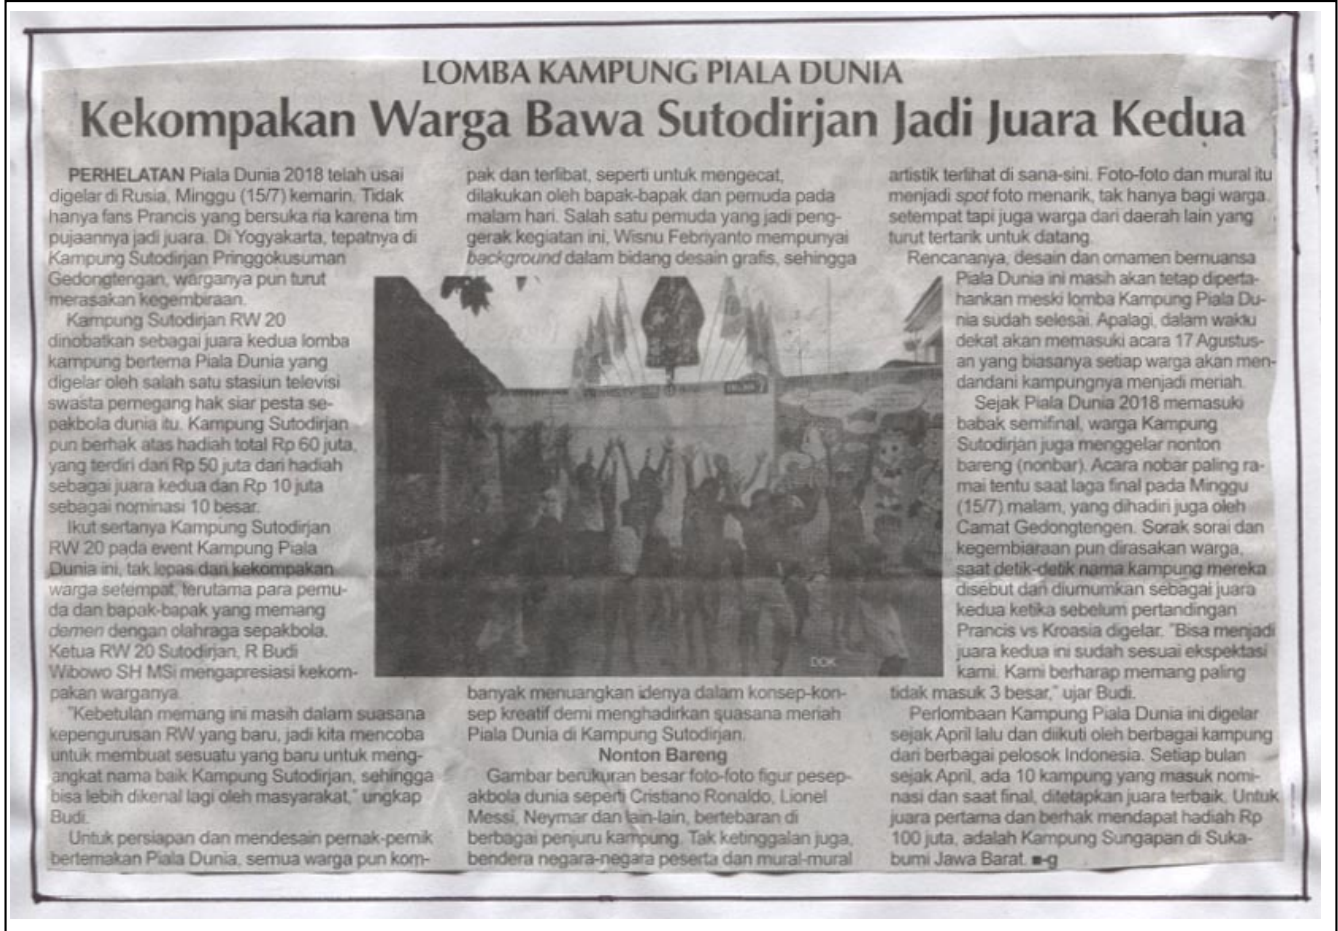 LOMBA KAMPUNG PIALA DUNIA
Kekompakan Warga Bawa Sutodirjan Jadi Juara Kedua
PERHELATAN Piala Dunia 2018 telah usai
digelar di Rusia, Minggu (15/7) kemarin. Tidak
hanya fans Prancis yang bersuka ria karena tim
pujaannya jadi juara. Di Yogyakarta, tepatnya di
Kampung Sutodirjan Pringgokusuman
Gedongtengan, warganya pun turut
merasakan kegembiraan.
Kampung Sutodirjan RW 20
dinobatkan sebagai juara kedua lomba
kampung bertema Piala Dunia yang
digelar oleh salah satu stasiun televisi
swasta pemegang hak siar pesta se-
pakbola dunia itu. Kampung Sutodirjan
pun berhak atas hadiah total Rp 60 juta,
yang terdiri dari Rp 50 juta dari hadiah
sebagai juara kedua dan Rp 10 juta
sebagai nominasi 10 besar.
Ikut sertanya Kampung Sutodirjan
RW 20 pada event Kampung Piala
Dunia ini, tak lepas dari kekompakan
warga setempat, terutama para pemu-
da dan bapak-bapak yang memang
demen dengan olahraga sepakbola.
Ketua RW 20 Sutodirjan, R Budi
Wibowo SH MSi mengapresiasi kekom-
pakan warganya.
"Kebetulan memang ini masih dalam suasana
kepengurusan RW yang baru, jadi kita mencoba
untuk membuat sesuatu yang baru untuk meng-
angkat nama baik Kampung Sutodirjan, sehingga
bisa lebih dikenal lagi oleh masyarakat," ungkap
Budi.
Untuk persiapan dan mendesain pernak-pernik
bertemakan Piala Dunia, semua warga pun kom-
pak dan terlibat, seperti untuk mengecat,
dilakukan oleh bapak-bapak dan pemuda pada
malam hari. Salah satu pemuda yang jadi peng-
gerak kegiatan ini, Wisnu Febriyanto mempunyai
background dalam bidang desain grafis, sehingga
DOK
banyak menuangkan idenya dalam konsep-kon-
sep kreatif demi menghadirkan suasana meriah
Piala Dunia di Kampung Sutodirjan.
Nonton Bareng
Gambar berukuran besar foto-foto figur pesep-
akbola dunia seperti Cristiano Ronaldo, Lionel
Messi, Neymar dan lain-lain, bertebaran di
berbagai penjuru kampung. Tak ketinggalan juga,
bendera negara-negara peserta dan mural-mural
artistik terlihat di sana-sini. Foto-foto dan mural itu
menjadi spot foto menarik, tak hanya bagi warga
setempat tapi juga warga dari daerah lain yang
turut tertarik untuk datang.
Rencananya, desain dan ornamen bernuansa
Piala Dunia ini masih akan tetap diperta-
hankan meski lomba Kampung Piala Du-
nia sudah selesai. Apalagi, dalam waktu
dekat akan memasuki acara 17 Agustus-
an yang biasanya setiap warga akan men-
dandani kampungnya menjadi meriah.
Sejak Piala Dunia 2018 memasuki
babak semifinal, warga Kampung
Sutodirjan juga menggelar nonton
bareng (nonbar). Acara nobar paling ra-
mai tentu saat laga final pada Minggu
(15/7) malam, yang dihadiri juga oleh
Camat Gedongtengen. Sorak sorai dan
kegembiaraan pun dirasakan warga,
saat detik-detik nama kampung mereka
disebut dan diumumkan sebagai juara
kedua ketika sebelum pertandingan
Prancis vs Kroasia digelar. "Bisa menjadi
juara kedua ini sudah sesuai ekspektasi
kami. Kami berharap memang paling
tidak masuk 3 besar," ujar Budi.
Perlombaan Kampung Piala Dunia ini digelar
sejak April lalu dan diikuti oleh berbagai kampung
dari berbagai pelosok Indonesia. Setiap bulan
sejak April, ada 10 kampung yang masuk nomi-
nasi dan saat final, ditetapkan juara terbaik. Untuk
juara pertama dan berhak mendapat hadiah Rp
100 juta, adalah Kampung Sungapan di Suka-
bumi Jawa Barat. ■-g